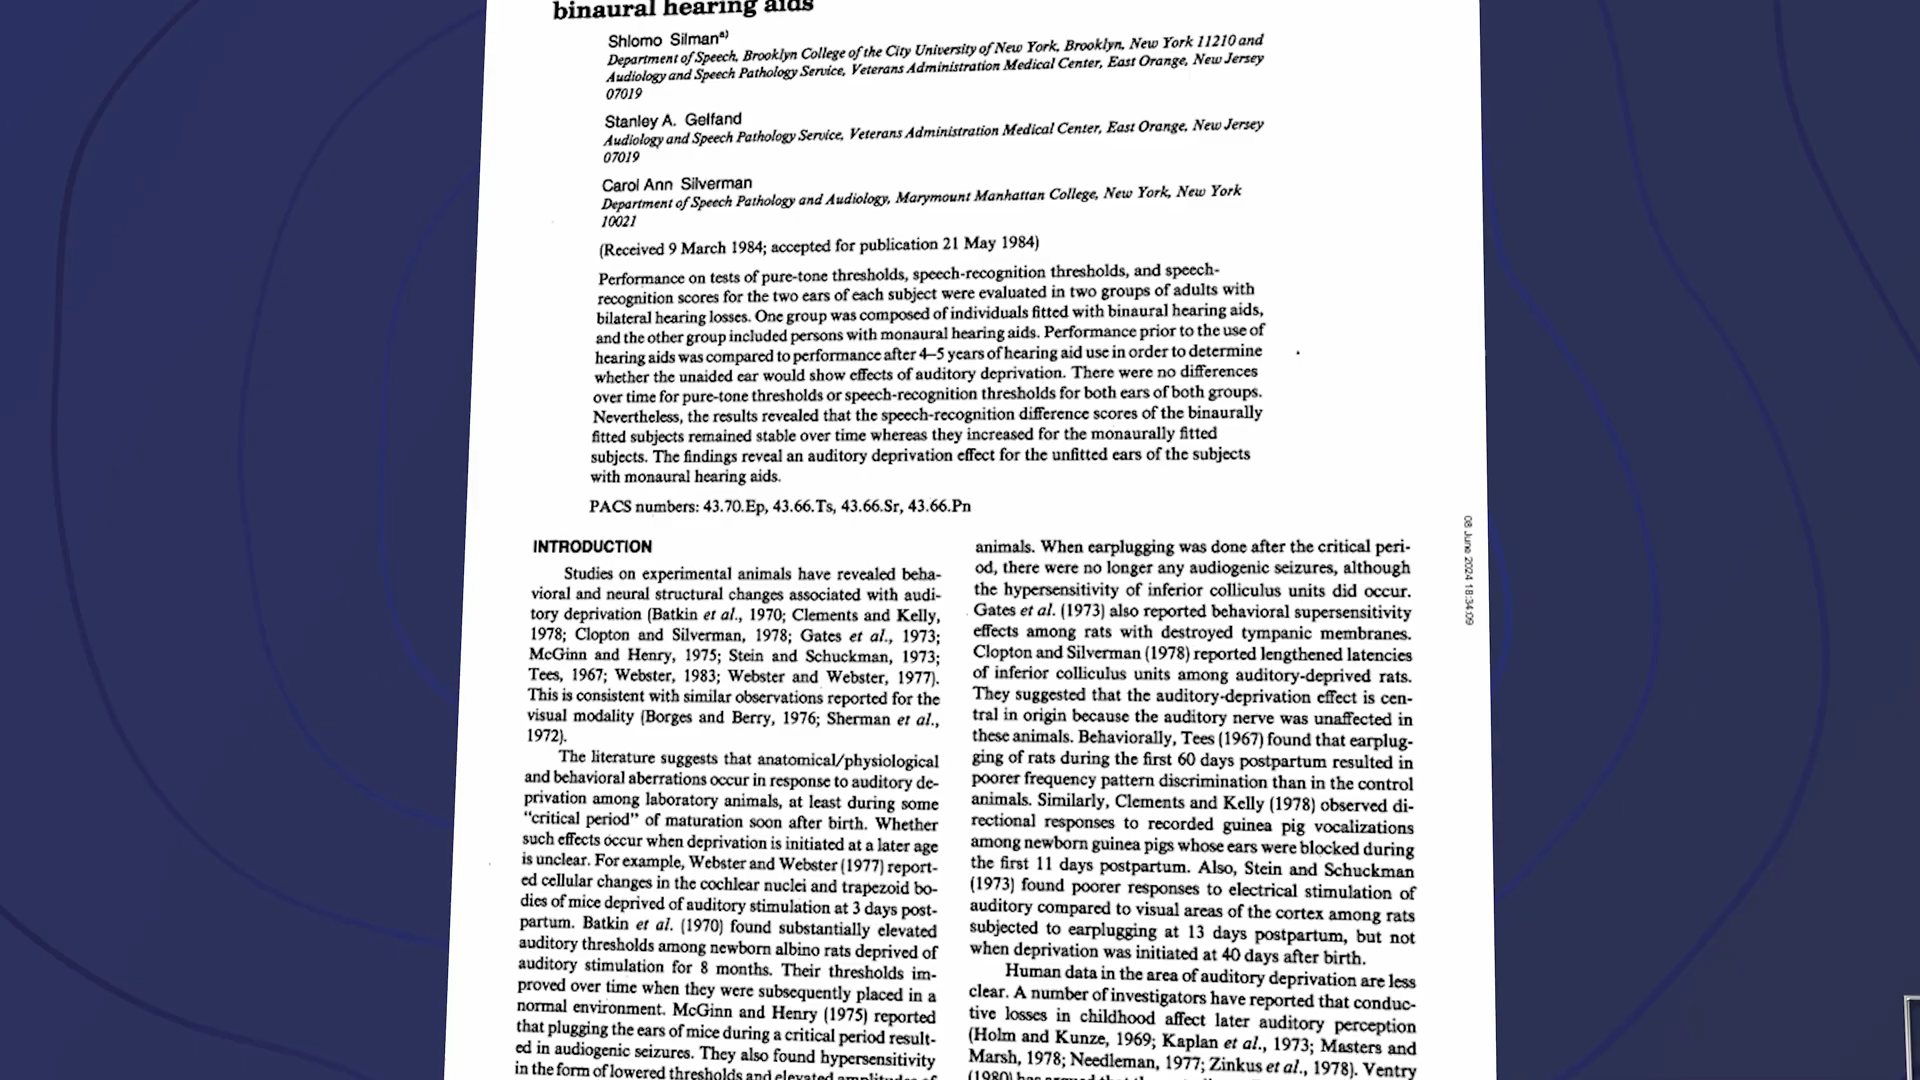 binaural hearing aids
Shlomo Silmana)
Department of Speech, Brooklyn College of the City University of New York, Brooklyn, New York 11210 and
Audiology and Speech Pathology Service, Veterans Administration Medical Center, East Orange, New Jersey
07019
Stanley A. Gelfand
Audiology and Speech Pathology Service, Veterans Administration Medical Center, East Orange, New Jersey
07019
Carol Ann Silverman
Department of Speech Pathology and Audiology, Marymount Manhattan College, New York, New York
10021
(Received 9 March 1984; accepted for publication 21 May 1984)
Performance on tests of pure-tone thresholds, speech-recognition thresholds, and speech-
recognition scores for the two ears of each subject were evaluated in two groups of adults with
bilateral hearing losses. One group was composed of individuals fitted with binaural hearing aids,
and the other group included persons with monaural hearing aids. Performance prior to the use of
hearing aids was compared to performance after 4–5 years of hearing aid use in order to determine
whether the unaided ear would show effects of auditory deprivation. There were no differences
over time for pure-tone thresholds or speech-recognition thresholds for both ears of both groups.
Nevertheless, the results revealed that the speech-recognition difference scores of the binaurally
fitted subjects remained stable over time whereas they increased for the monaurally fitted
subjects. The findings reveal an auditory deprivation effect for the unfitted ears of the subjects
with monaural hearing aids.
PACS numbers: 43.70.Ep, 43.66.Ts, 43.66.Sr, 43.66.Pn
INTRODUCTION
Studies on experimental animals have revealed beha-
vioral and neural structural changes associated with audi-
tory deprivation (Batkin et al., 1970; Clements and Kelly,
1978; Clopton and Silverman, 1978; Gates et al., 1973;
McGinn and Henry, 1975; Stein and Schuckman, 1973;
Tees, 1967; Webster, 1983; Webster and Webster, 1977).
This is consistent with similar observations reported for the
visual modality (Borges and Berry, 1976; Sherman et al.,
1972).
The literature suggests that anatomical/physiological
and behavioral aberrations occur in response to auditory de-
privation among laboratory animals, at least during some
"critical period" of maturation soon after birth. Whether
such effects occur when deprivation is initiated at a later age
is unclear. For example, Webster and Webster (1977) report-
ed cellular changes in the cochlear nuclei and trapezoid bo-
dies of mice deprived of auditory stimulation at 3 days post-
partum. Batkin et al. (1970) found substantially elevated
auditory thresholds among newborn albino rats deprived of
auditory stimulation for 8 months. Their thresholds im-
proved over time when they were subsequently placed in a
normal environment. McGinn and Henry (1975) reported
that plugging the ears of mice during a critical period result-
ed in audiogenic seizures. They also found hypersensitivity
in the form of lowered thresholds and elevated amplitudes of
animals. When earplugging was done after the critical peri-
od, there were no longer any audiogenic seizures, although
the hypersensitivity of inferior colliculus units did occur.
Gates et al. (1973) also reported behavioral supersensitivity
effects among rats with destroyed tympanic membranes.
Clopton and Silverman (1978) reported lengthened latencies
of inferior colliculus units among auditory-deprived rats.
They suggested that the auditory-deprivation effect is cen-
tral in origin because the auditory nerve was unaffected in
these animals. Behaviorally, Tees (1967) found that earplug-
ging of rats during the first 60 days postpartum resulted in
poorer frequency pattern discrimination than in the control
animals. Similarly, Clements and Kelly (1978) observed di-
rectional responses to recorded guinea pig vocalizations
among newborn guinea pigs whose ears were blocked during
the first 11 days postpartum. Also, Stein and Schuckman
(1973) found poorer responses to electrical stimulation of
auditory compared to visual areas of the cortex among rats
subjected to earplugging at 13 days postpartum, but not
when deprivation was initiated at 40 days after birth.
Human data in the area of auditory deprivation are less
clear. A number of investigators have reported that conduc-
tive losses in childhood affect later auditory perception
(Holm and Kunze, 1969; Kaplan et al., 1973; Masters and
Marsh, 1978; Needleman, 1977; Zinkus et al., 1978). Ventry
(1980) has argued that
08 June 2024 18:34:09